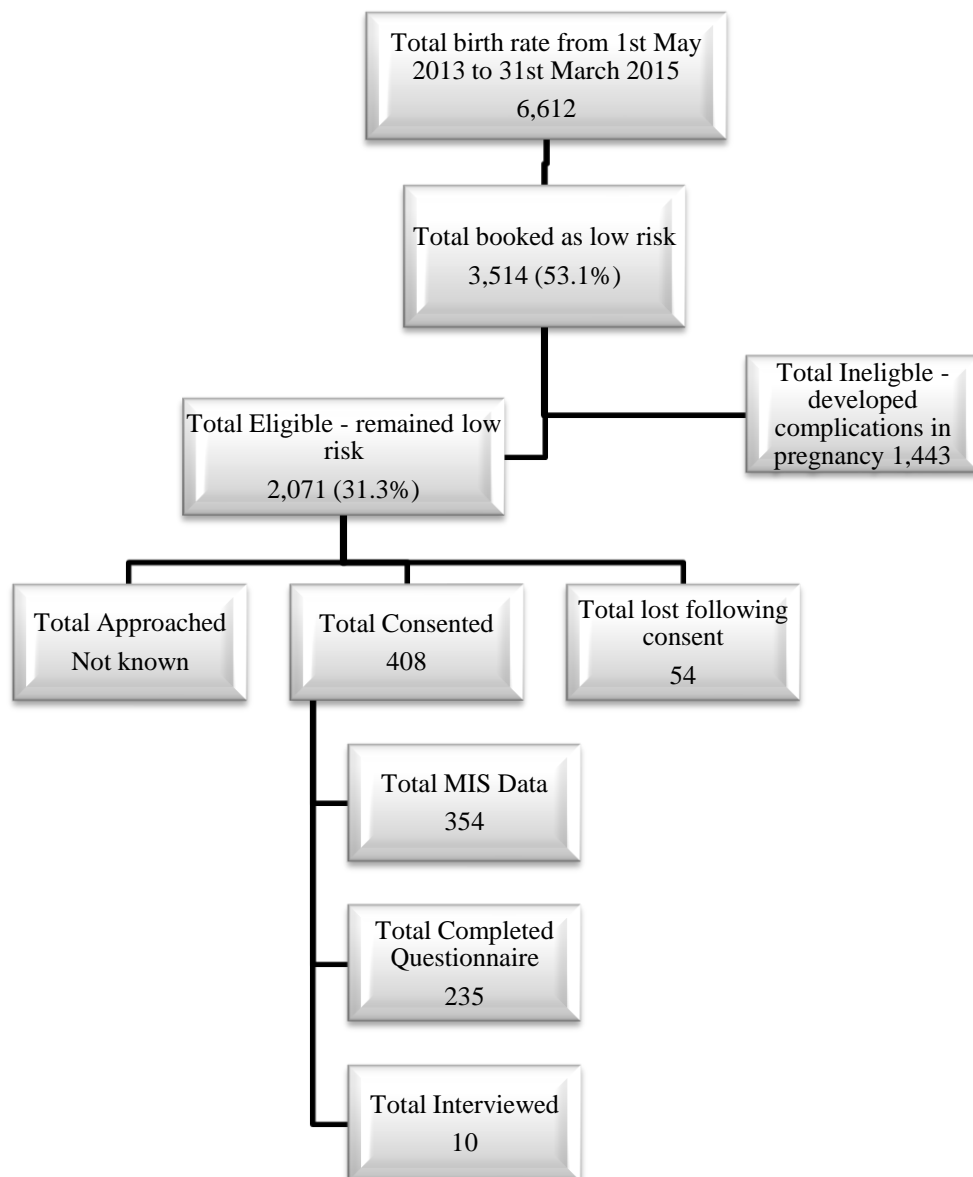 Total birth rate from 1st May
2013 to 31st March 2015
6,612
Total booked as low risk
3,514 (53.1%)
Total Ineligble -
developed
complications in
pregnancy 1,443
Total Eligible - remained low
risk
2,071 (31.3%)
Total Approached
Not known
Total Consented
408
Total lost following
consent
54
Total MIS Data
354
Total Completed
Questionnaire
235
Total Interviewed
10